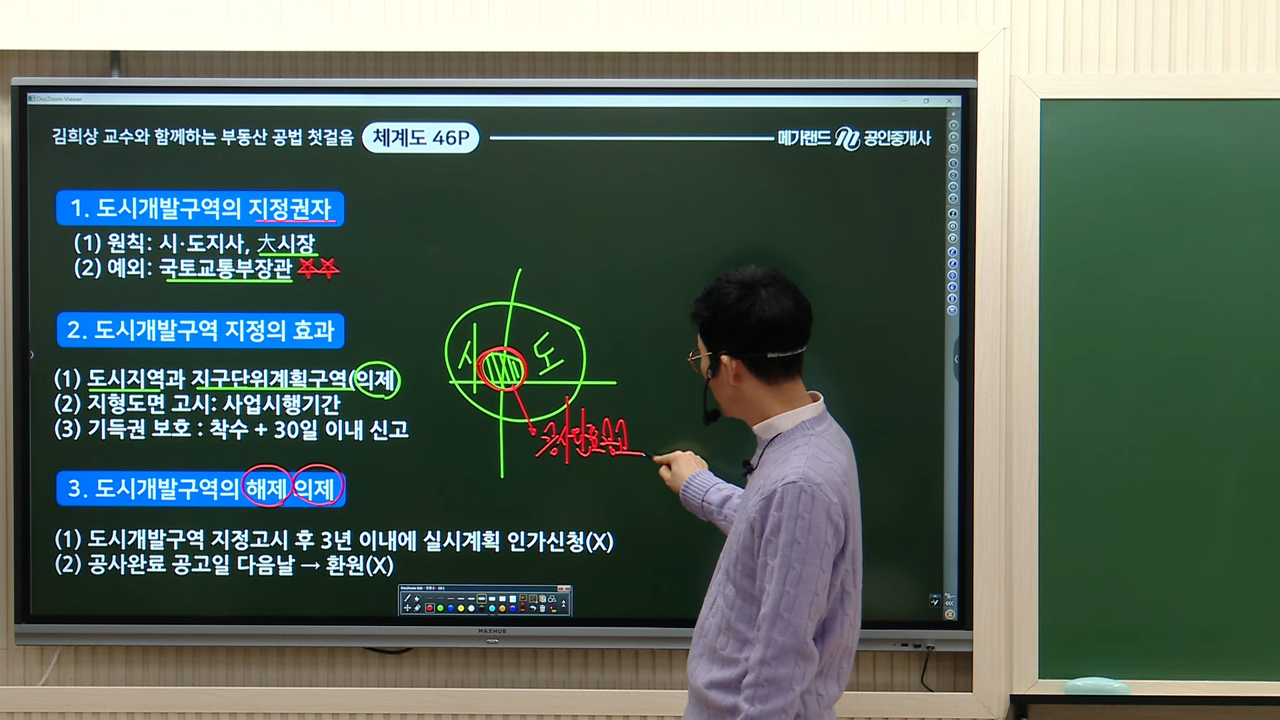 DocZoom Viewer
김희상 교수와 함께하는 부동산 공법 첫걸음 체계도 46P 메가랜드 공인중개사
1. 도시개발구역의 지정권자
(1) 원칙: 시·도지사, 大시장
(2) 예외: 국토교통부장관
2. 도시개발구역 지정의 효과
(1) 도시지역과 지구단위계획구역(의제)
(2) 지형도면 고시: 사업시행기간
(3) 기득권 보호 : 착수 + 30일 이내 신고
시 도
공사완료공고
3. 도시개발구역의 해제 의제
(1) 도시개발구역 지정고시 후 3년 이내에 실시계획 인가신청(X)
(2) 공사완료 공고일 다음날 → 환원(X)
MAXHUB